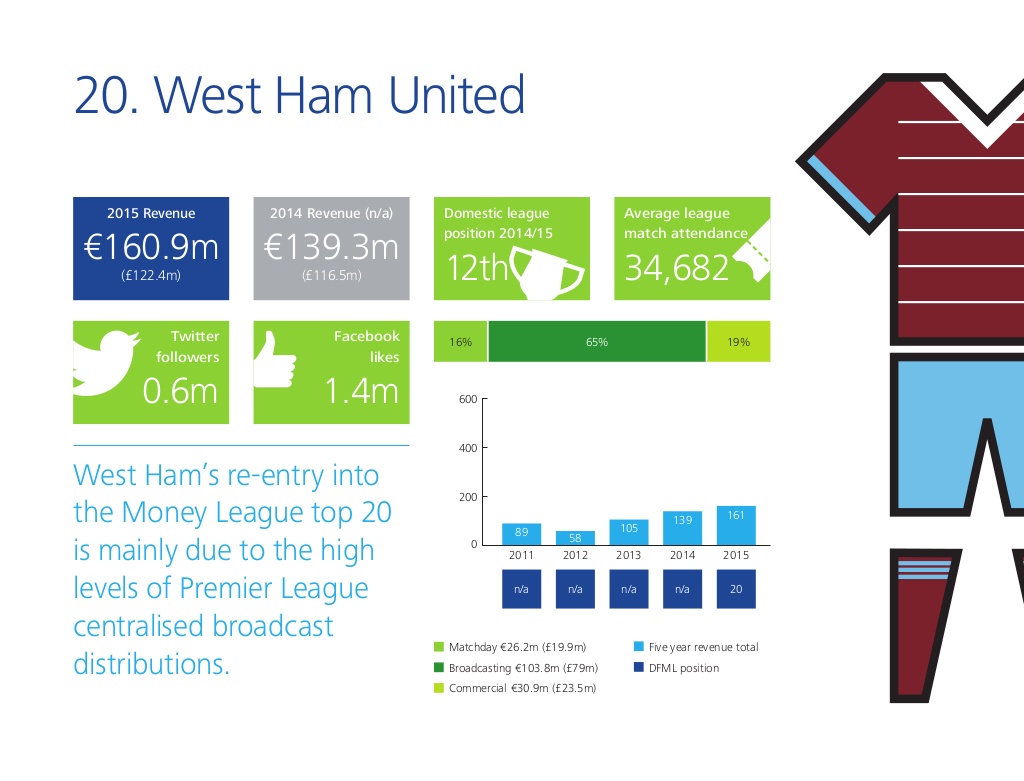 20. West Ham United
2015 Revenue
€160.9m
(£122.4m)
2014 Revenue (n/a)
€139.3m
(£116.5m)
Domestic league
position 2014/15
12th
Average league
match attendance
34,682
Twitter
followers
0.6m
Facebook
likes
1.4m
16%
65%
19%
West Ham’s re-entry into
the Money League top 20
is mainly due to the high
levels of Premier League
centralised broadcast
distributions.
600
400
200
0
89
58
105
139
161
2011
2012
2013
2014
2015
n/a
n/a
n/a
n/a
20
Matchday €26.2m (£19.9m)
Broadcasting €103.8m (£79m)
Commercial €30.9m (£23.5m)
Five year revenue total
DFML position